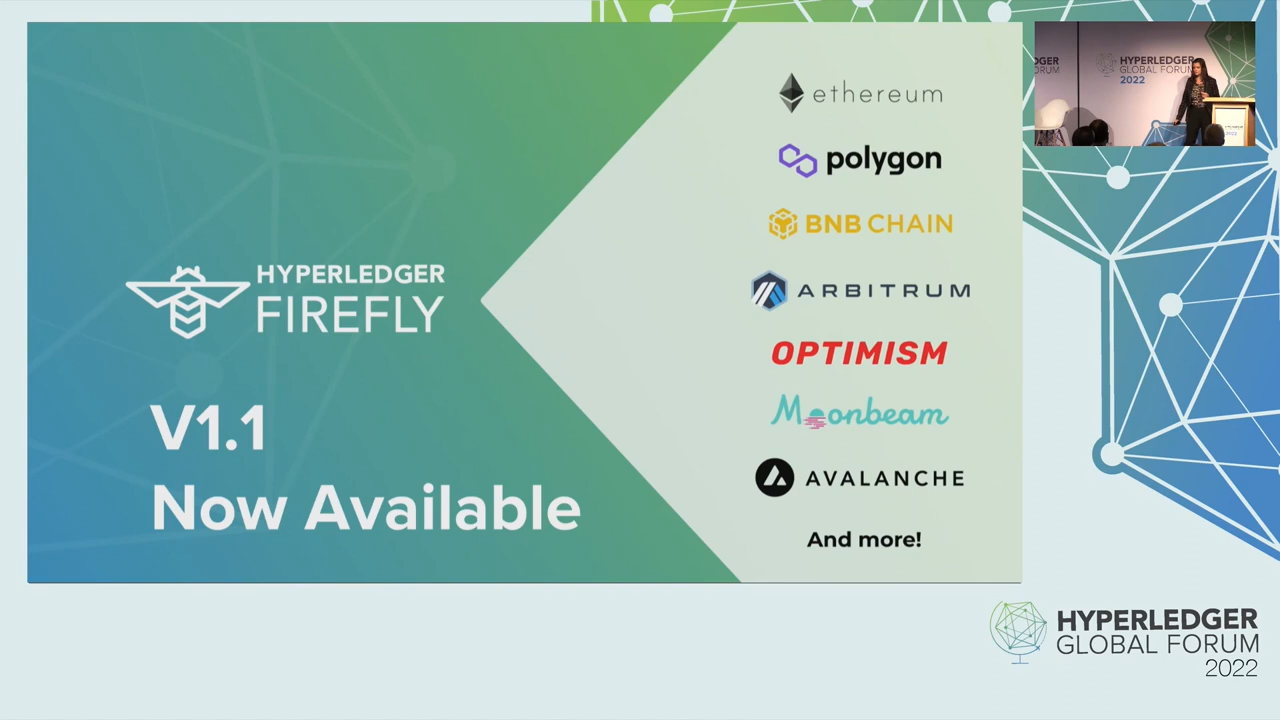 HYPERLEDGER
FIREFLY
V1.1
Now Available
ethereum
polygon
BNB CHAIN
ARBITRUM
OPTIMISM
Moonbeam
AVALANCHE
And more!
HYPERLEDGER
GLOBAL FORUM
2022
HYPERLEDGER
GLOBAL FORUM
2022